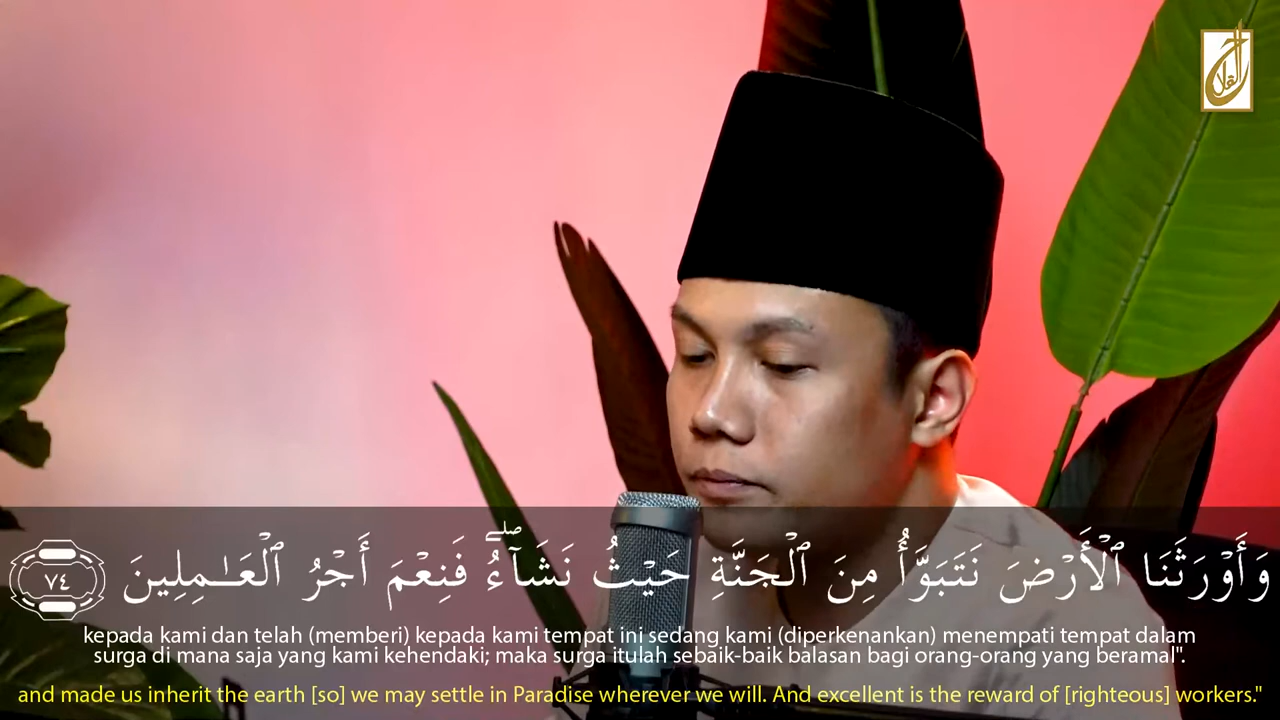 وَأَوْرَثَنَا ٱلْأَرْضَ نَتَبَوَّأُ مِنَ ٱلْجَنَّةِ حَيْثُ نَشَآءُ ۖ فَنِعْمَ أَجْرُ ٱلْعَـٰمِلِينَ ٧٤
kepada kami dan telah (memberi) kepada kami tempat ini sedang kami (diperkenankan) menempati tempat dalam
surga di mana saja yang kami kehendaki; maka surga itulah sebaik-baik balasan bagi orang-orang yang beramal".
and made us inherit the earth [so] we may settle in Paradise wherever we will. And excellent is the reward of [righteous] workers."